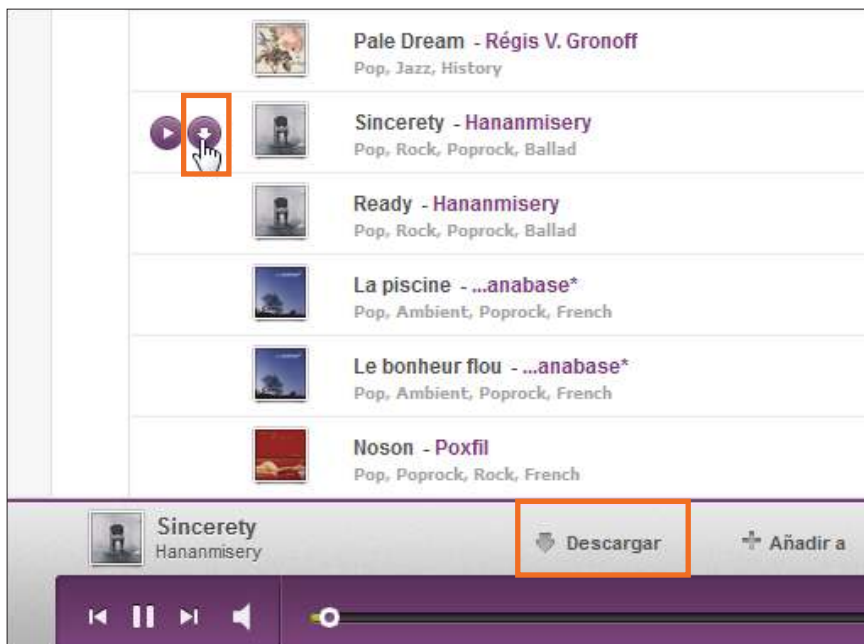 Pale Dream - Régis V. Gronoff
Pop, Jazz, History
Sincerety - Hananmisery
Pop, Rock, Poprock, Ballad
Ready - Hananmisery
Pop, Rock, Poprock, Ballad
La piscine - ...anabase*
Pop, Ambient, Poprock, French
Le bonheur flou - ...anabase*
Pop, Ambient, Poprock, French
Noson - Poxfil
Pop, Poprock, Rock, French
Sincerety
Hananmisery
Descargar
Añadir a